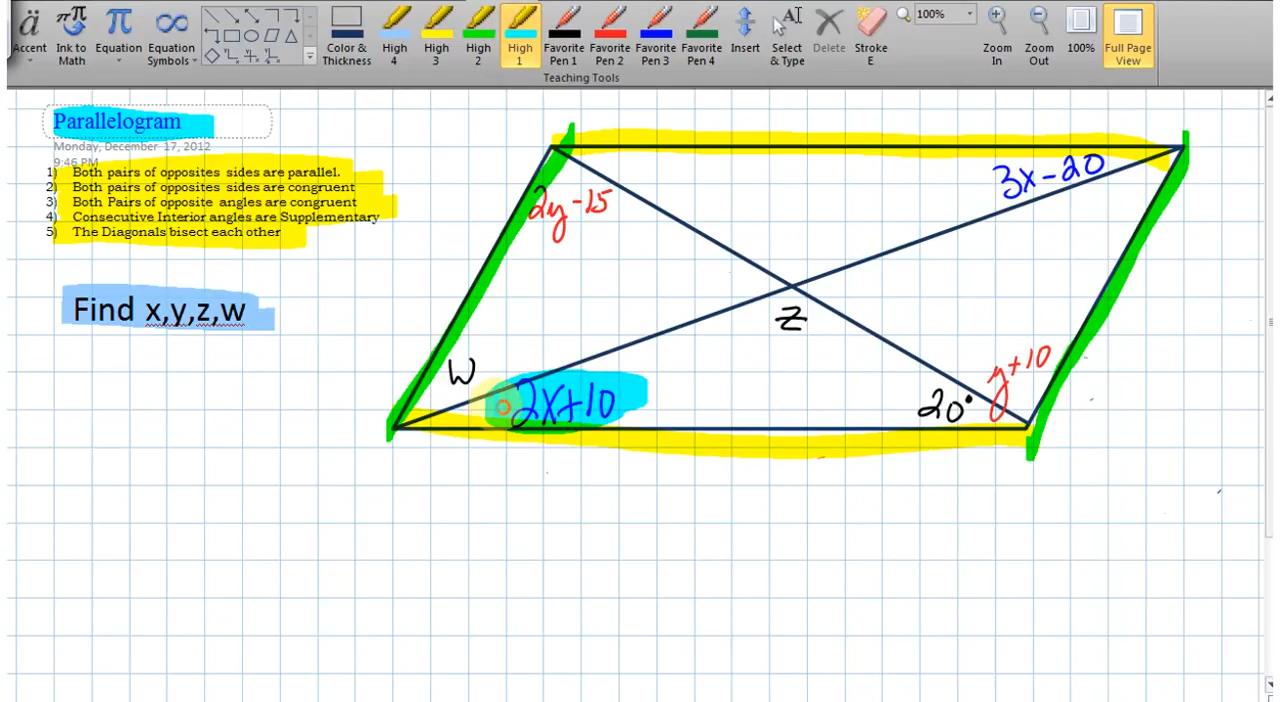 Accent
Ink to Math
Equation
Equation Symbols
Color & Thickness
High 4
High 3
High 2
High 1
Favorite Pen 1
Favorite Pen 2
Favorite Pen 3
Favorite Pen 4
Insert
Select & Type
Delete
Stroke E
100%
Zoom In
Zoom Out
100%
Full Page View
Teaching Tools
Parallelogram
Monday, December 17, 2012
9:46 PM
1) Both pairs of opposites sides are parallel.
2) Both pairs of opposites sides are congruent
3) Both Pairs of opposite angles are congruent
4) Consecutive Interior angles are Supplementary
5) The Diagonals bisect each other
Find x,y,z,w
2y-15
3x-20
z
w
2x+10
20°
y+10